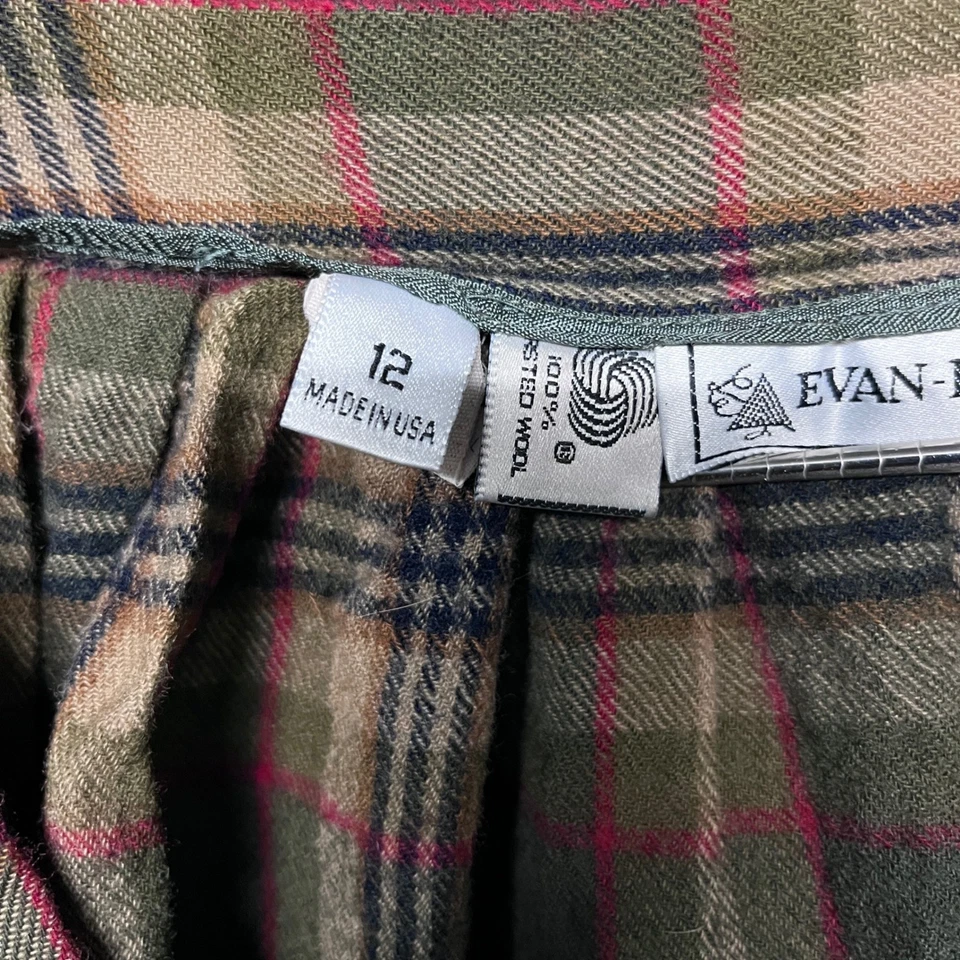 12
MADE IN USA
100%
STED WOOL
®
EVAN-